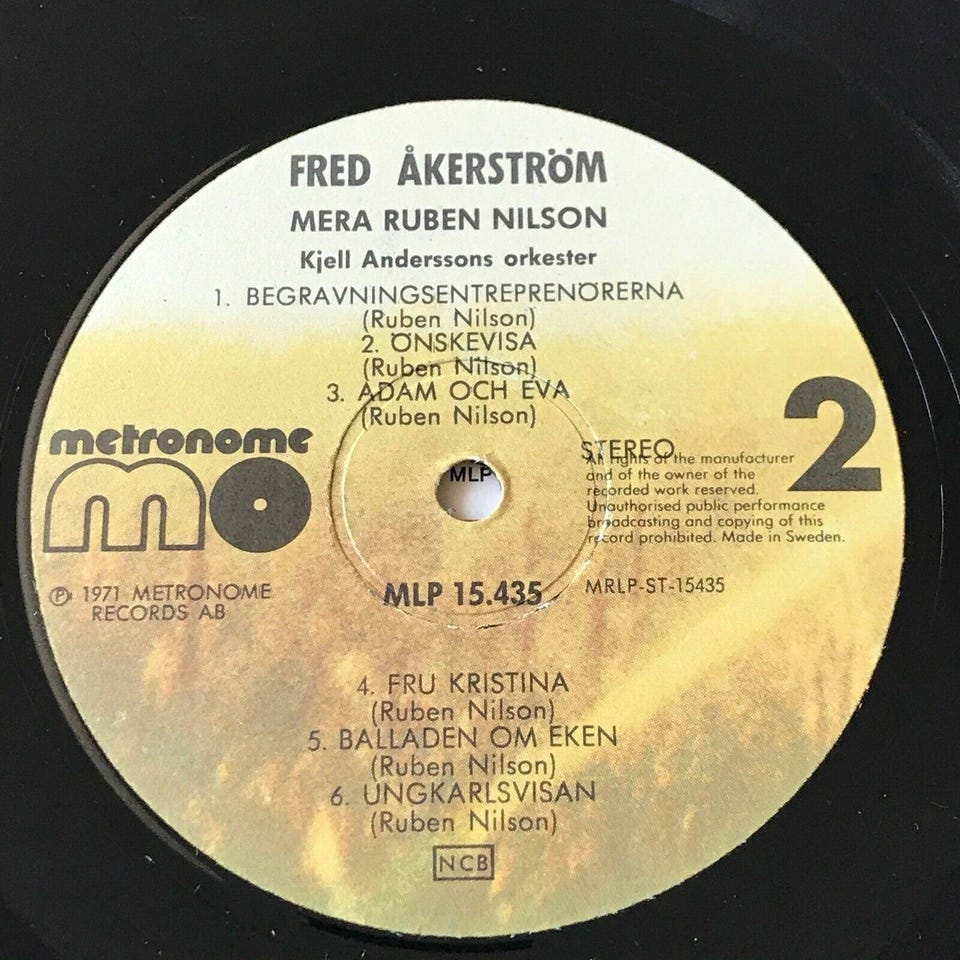 FRED ÅKERSTRÖM
MERA RUBEN NILSON
Kjell Anderssons orkester
1. BEGRAVNINGSENTREPRENÖRERNA
(Ruben Nilson)
2. ÖNSKEVISA
(Ruben Nilson)
3. ADAM OCH EVA
(Ruben Nilson)
metronome
mo
STEREO
2
All rights of the manufacturer
and of the owner of the
recorded work reserved.
Unauthorised public performance
broadcasting and copying of this
record prohibited. Made in Sweden.
MLP
℗ 1971 METRONOME
RECORDS AB
MLP 15.435
MRLP-ST-15435
4. FRU KRISTINA
(Ruben Nilson)
5. BALLADEN OM EKEN
(Ruben Nilson)
6. UNGKARLSVISAN
(Ruben Nilson)
NCB